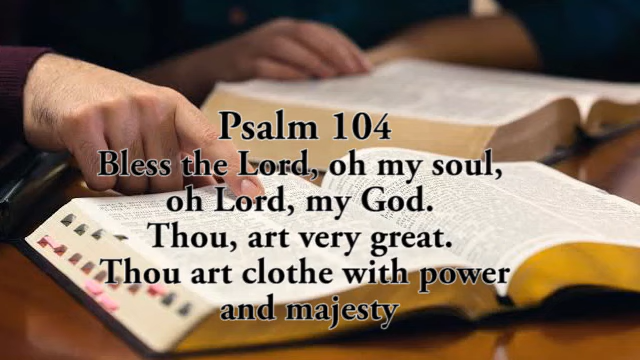 Psalm 104
Bless the Lord, oh my soul,
oh Lord, my God.
Thou, art very great.
Thou art clothe with power
and majesty